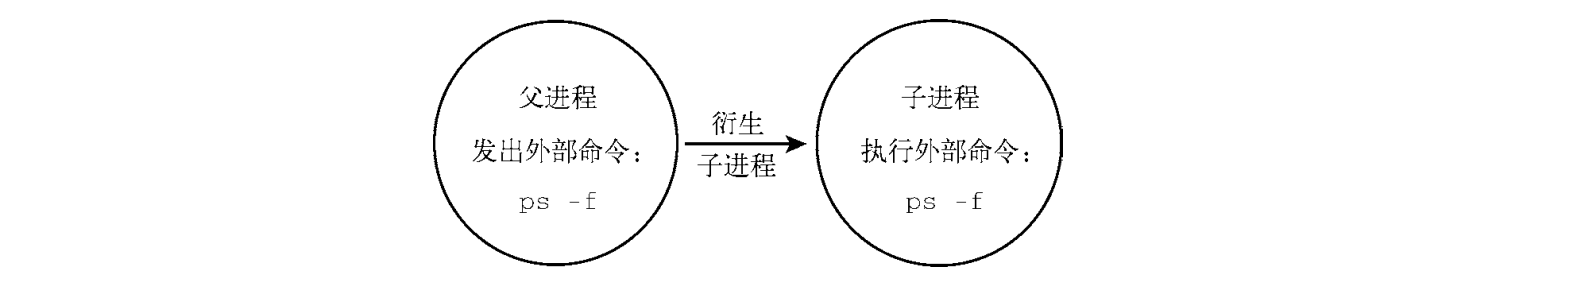 父进程
发出外部命令：
ps -f
衍生
子进程
子进程
执行外部命令：
ps -f